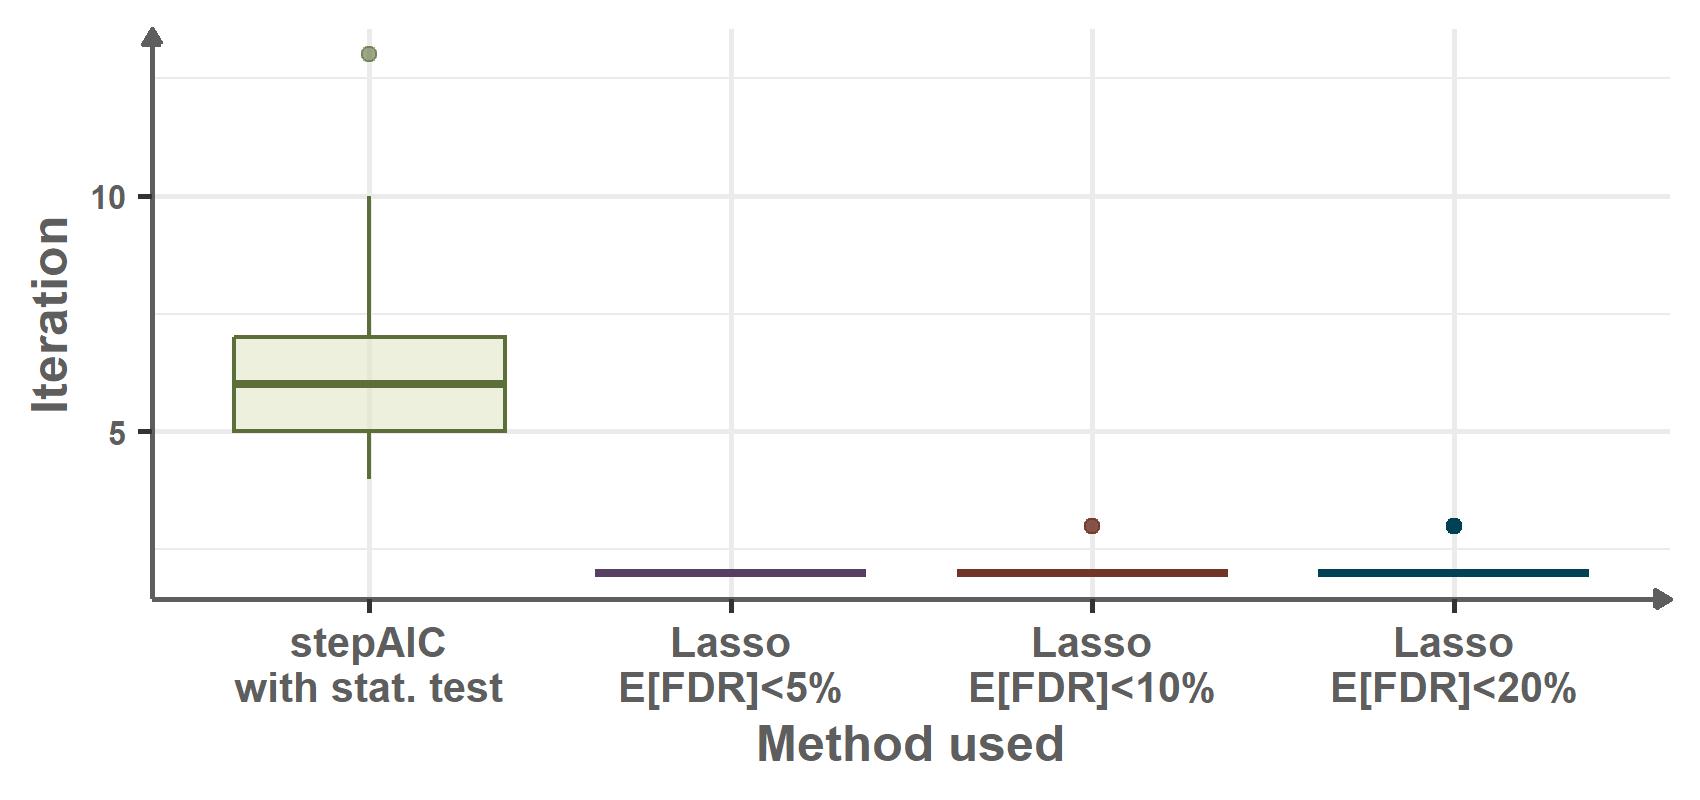 Iteration
10
5
stepAIC
with stat. test
Lasso
E[FDR]<5%
Lasso
E[FDR]<10%
Lasso
E[FDR]<20%
Method used